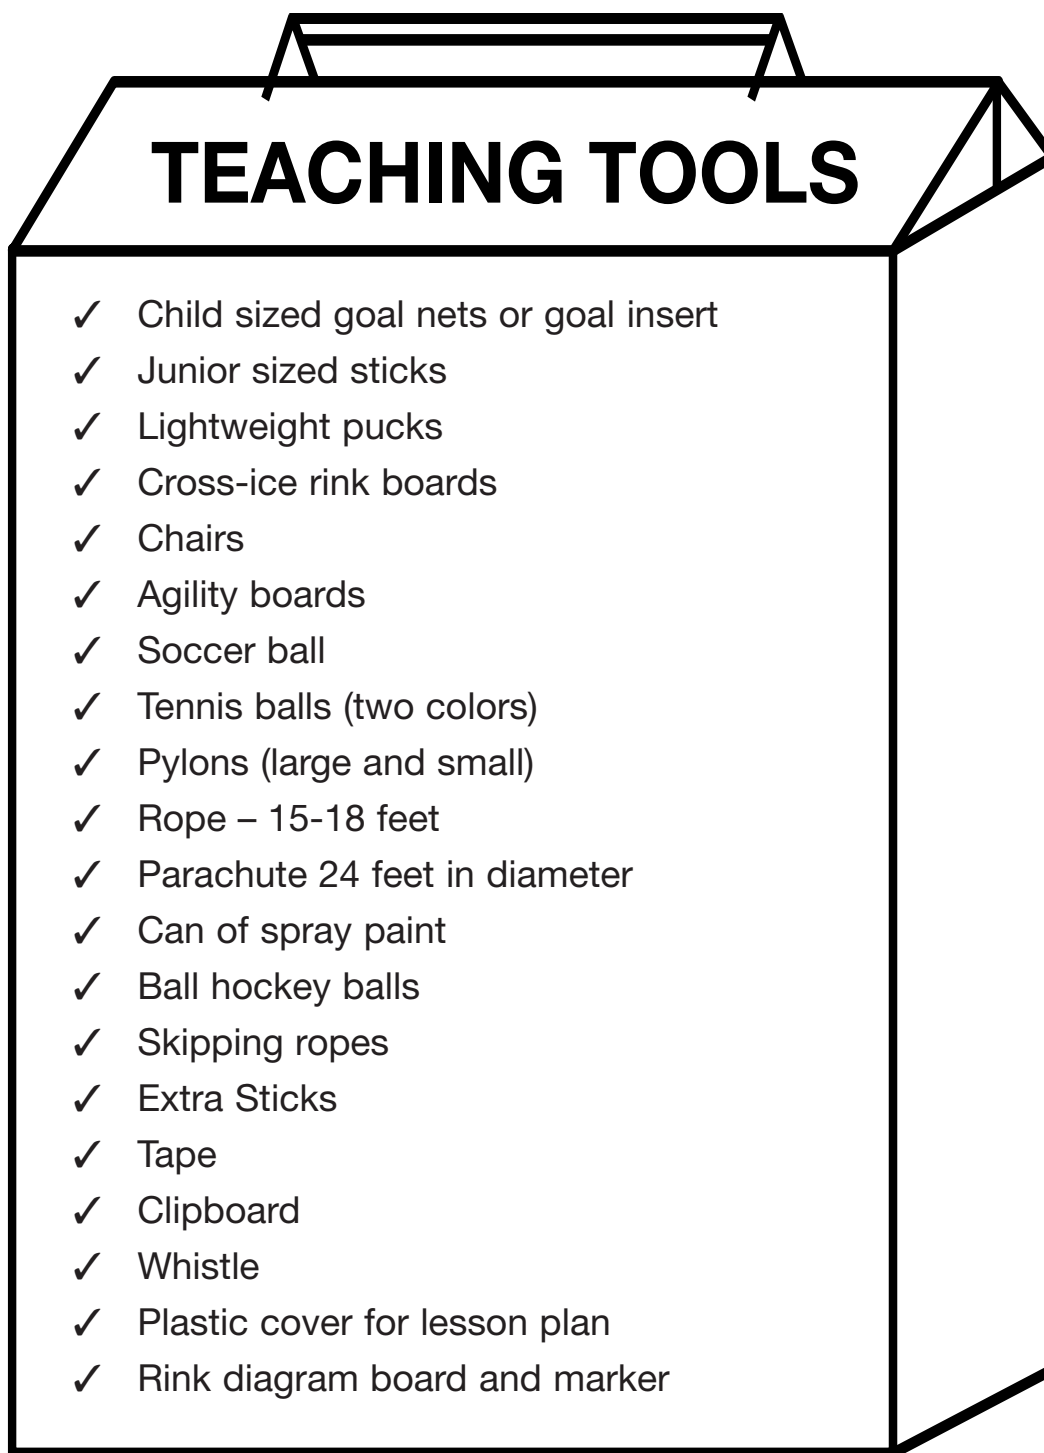 TEACHING TOOLS
✓ Child sized goal nets or goal insert
✓ Junior sized sticks
✓ Lightweight pucks
✓ Cross-ice rink boards
✓ Chairs
✓ Agility boards
✓ Soccer ball
✓ Tennis balls (two colors)
✓ Pylons (large and small)
✓ Rope – 15-18 feet
✓ Parachute 24 feet in diameter
✓ Can of spray paint
✓ Ball hockey balls
✓ Skipping ropes
✓ Extra Sticks
✓ Tape
✓ Clipboard
✓ Whistle
✓ Plastic cover for lesson plan
✓ Rink diagram board and marker